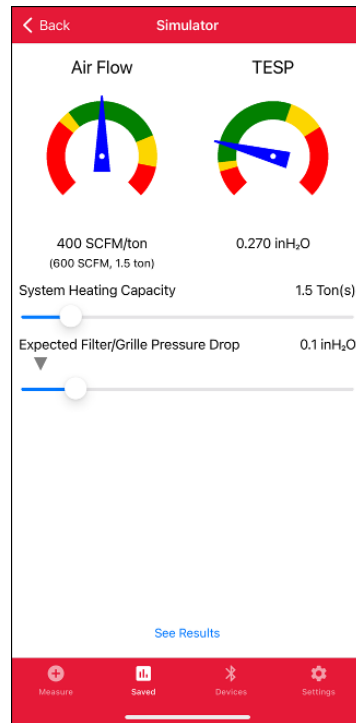 Back
Simulator
Air Flow
TESP
400 SCFM/ton
0.270 inH₂O
(600 SCFM, 1.5 ton)
System Heating Capacity
1.5 Ton(s)
Expected Filter/Grille Pressure Drop
0.1 inH₂O
See Results
Measure
Saved
Devices
Settings